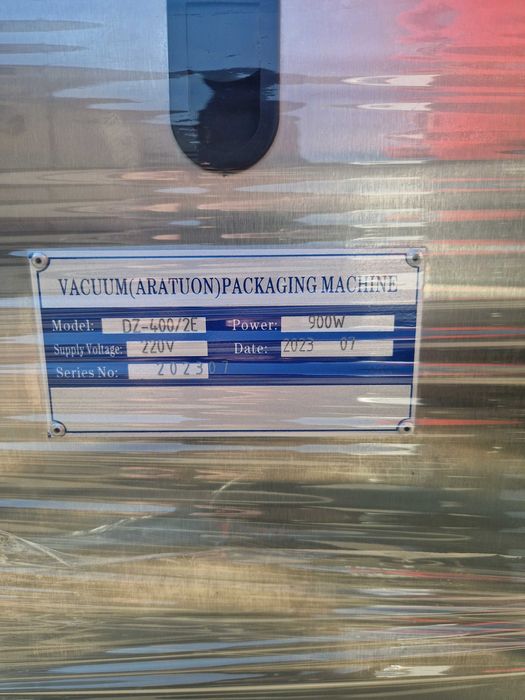 VACUUM(ARATUON)PACKAGING MACHINE
Model: DZ-400/2E Power: 900W
Supply Voltage: 220V Date: 2023 07
Series No: 202307